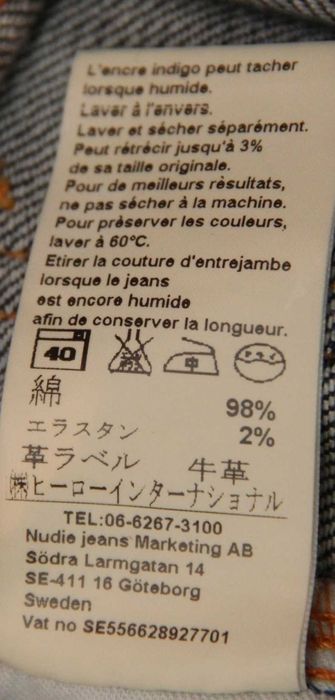 L'encre indigo peut tacher
lorsque humide.
Laver à l'envers.
Laver et sécher séparément.
Peut rétrécir jusqu'à 3%
de sa taille originale.
Pour de meilleurs rèsultats,
ne pas sécher à la machine.
Pour prèserver les couleurs,
laver à 60°C.
Etirer la couture d'entrejambe
lorsque le jeans
est encore humide
afin de conserver la longueur.
40 中 ドライ
綿 98%
エラスタン 2%
革ラベル 牛革
㈱ヒーローインターナショナル
TEL:06-6267-3100
Nudie jeans Marketing AB
Södra Larmgatan 14
SE-411 16 Göteborg
Sweden
Vat no SE556628927701